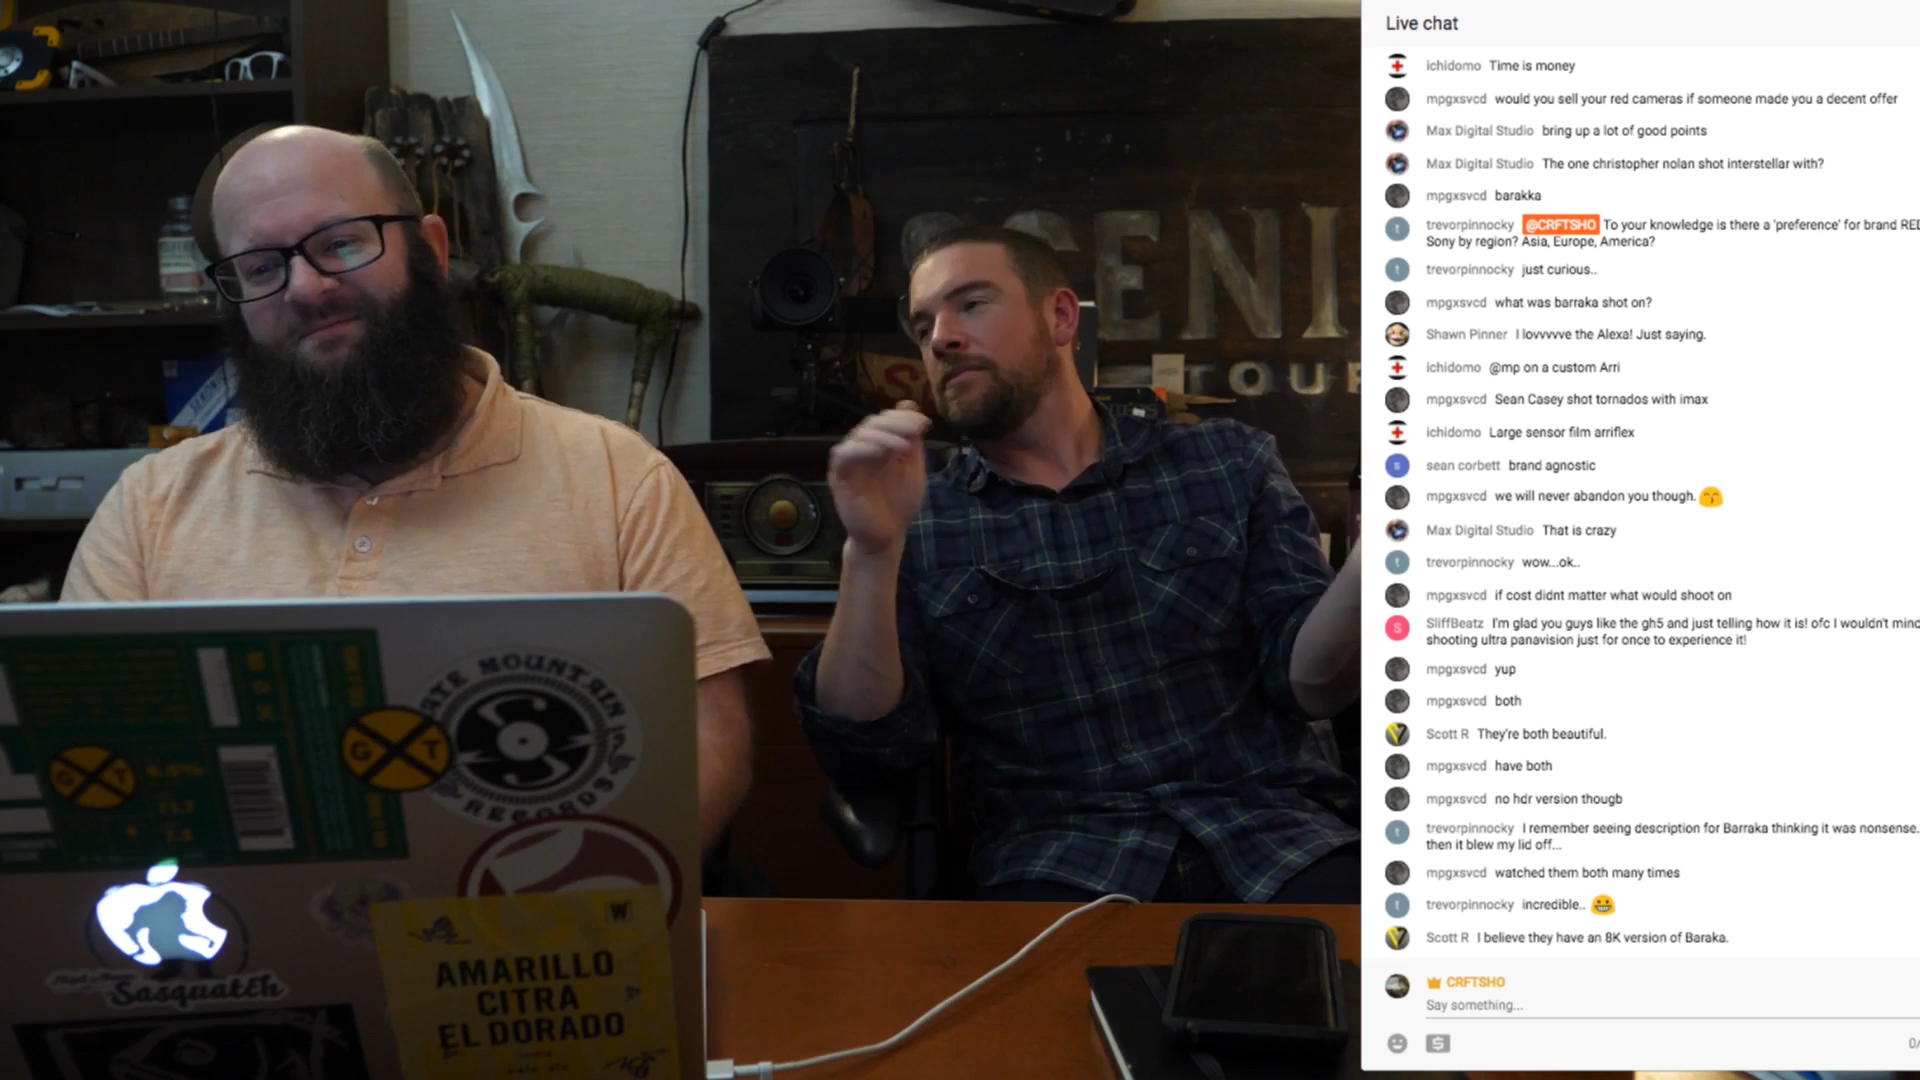 Live chat
ichidomo Time is money
mpgxsvcd would you sell your red cameras if someone made you a decent offer
Max Digital Studio bring up a lot of good points
Max Digital Studio The one christopher nolan shot interstellar with?
mpgxsvcd barakka
trevorpinnocky @CRFTSHO To your knowledge is there a 'preference' for brand RED
Sony by region? Asia, Europe, America?
trevorpinnocky just curious..
mpgxsvcd what was barraka shot on?
Shawn Pinner I lovvvvve the Alexa! Just saying.
ichidomo @mp on a custom Arri
mpgxsvcd Sean Casey shot tornados with imax
ichidomo Large sensor film arriflex
sean corbett brand agnostic
mpgxsvcd we will never abandon you though.
Max Digital Studio That is crazy
trevorpinnocky wow...ok..
mpgxsvcd if cost didnt matter what would shoot on
SliffBeatz I'm glad you guys like the gh5 and just telling how it is! ofc I wouldn't mind
shooting ultra panavision just for once to experience it!
mpgxsvcd yup
mpgxsvcd both
Scott R They're both beautiful.
mpgxsvcd have both
mpgxsvcd no hdr version thougb
trevorpinnocky I remember seeing description for Barraka thinking it was nonsense.
then it blew my lid off...
mpgxsvcd watched them both many times
trevorpinnocky incredible..
Scott R I believe they have an 8K version of Baraka.
CRFTSHO
Say something...
0/
SENI
TOUR
MOUNTAIN
RECORDS
G T
G T
Sasquatch
W
AMARILLO
CITRA
EL DORADO